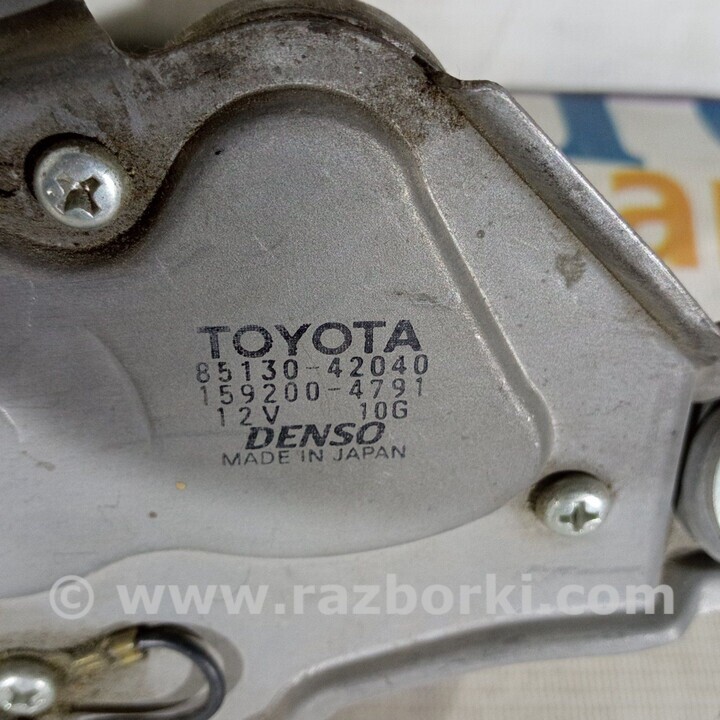 TOYOTA
85130-42040
159200-4791
12V 10G
DENSO
MADE IN JAPAN
© www.razborki.com